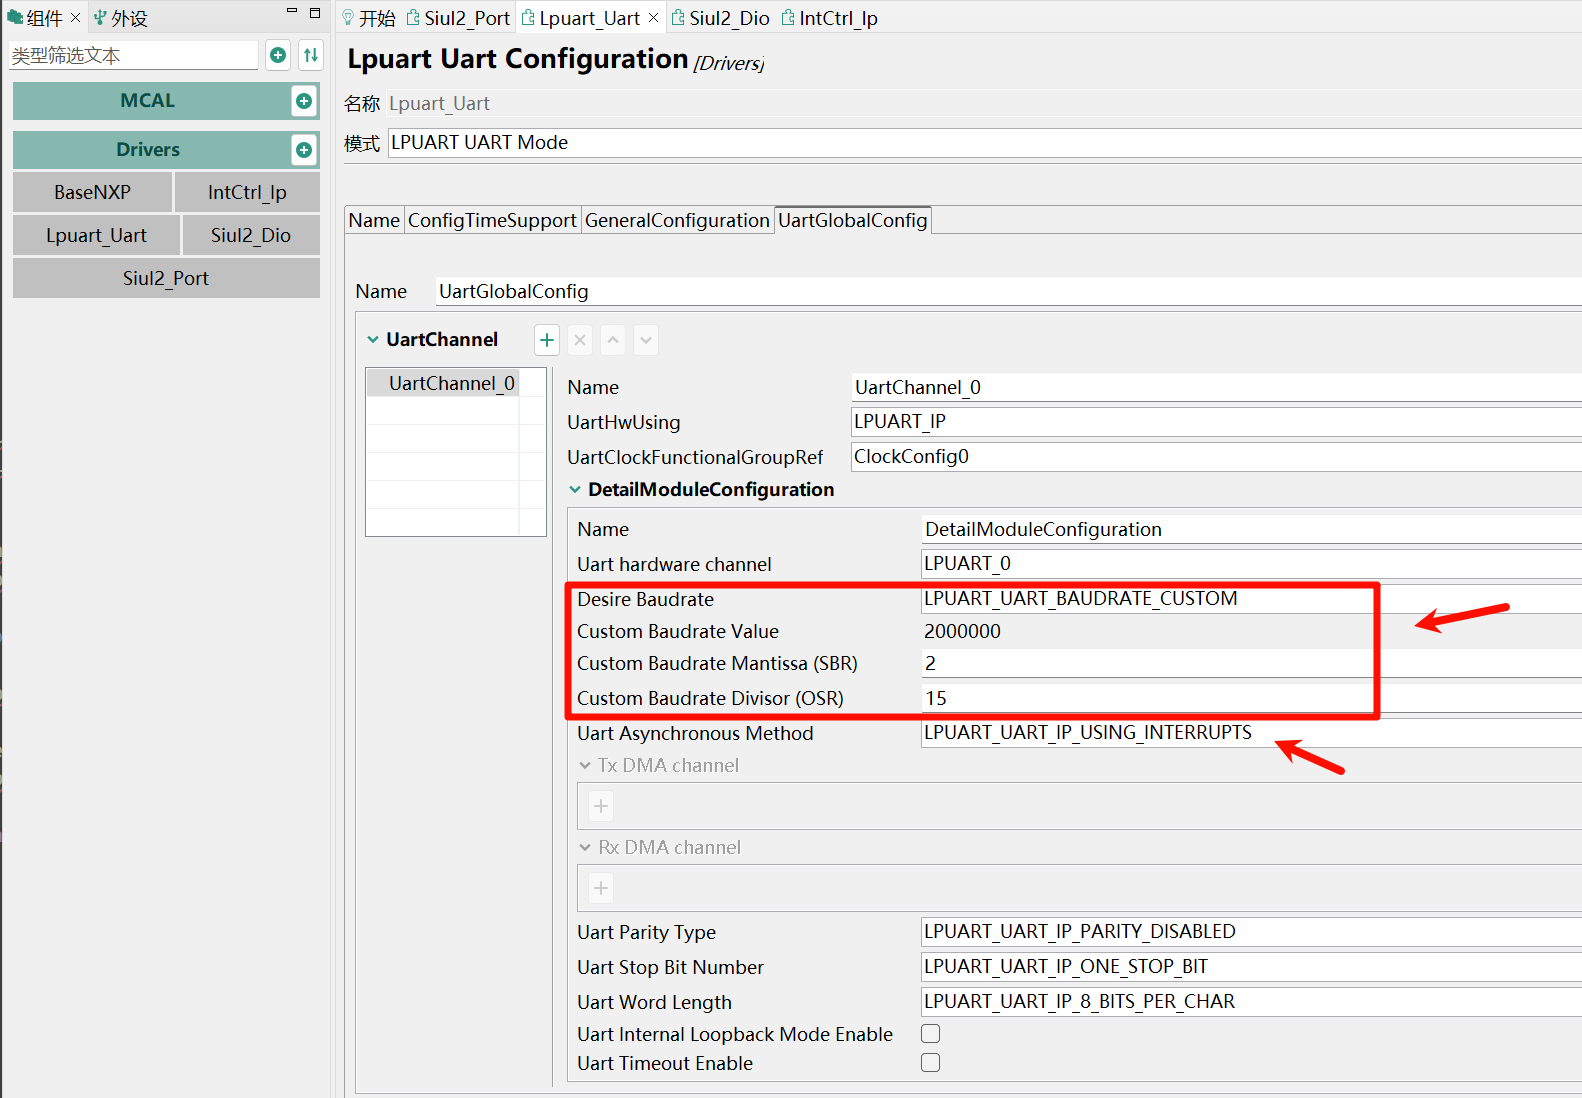 组件 外设
类型筛选文本
MCAL
Drivers
BaseNXP IntCtrl_Ip
Lpuart_Uart Siul2_Dio
Siul2_Port
开始 Siul2_Port Lpuart_Uart Siul2_Dio IntCtrl_Ip
Lpuart Uart Configuration [Drivers]
名称 Lpuart_Uart
模式 LPUART UART Mode
Name ConfigTimeSupport GeneralConfiguration UartGlobalConfig
Name UartGlobalConfig
UartChannel
UartChannel_0
Name UartChannel_0
UartHwUsing LPUART_IP
UartClockFunctionalGroupRef ClockConfig0
DetailModuleConfiguration
Name DetailModuleConfiguration
Uart hardware channel LPUART_0
Desire Baudrate LPUART_UART_BAUDRATE_CUSTOM
Custom Baudrate Value 2000000
Custom Baudrate Mantissa (SBR) 2
Custom Baudrate Divisor (OSR) 15
Uart Asynchronous Method LPUART_UART_IP_USING_INTERRUPTS
Tx DMA channel
Rx DMA channel
Uart Parity Type LPUART_UART_IP_PARITY_DISABLED
Uart Stop Bit Number LPUART_UART_IP_ONE_STOP_BIT
Uart Word Length LPUART_UART_IP_8_BITS_PER_CHAR
Uart Internal Loopback Mode Enable
Uart Timeout Enable